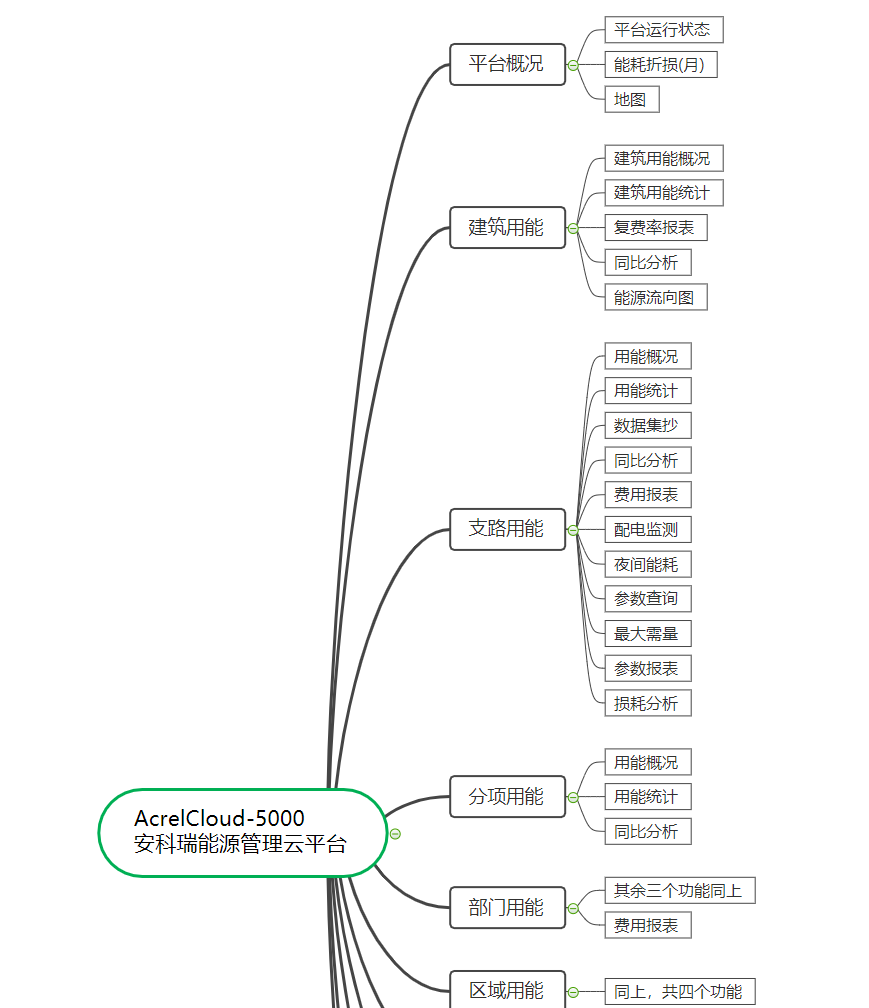 平台概况
平台运行状态
能耗折损(月)
地图
建筑用能
建筑用能概况
建筑用能统计
复费率报表
同比分析
能源流向图
支路用能
用能概况
用能统计
数据集抄
同比分析
费用报表
配电监测
夜间能耗
参数查询
最大需量
参数报表
损耗分析
AcrelCloud-5000
安科瑞能源管理云平台
分项用能
用能概况
用能统计
同比分析
部门用能
其余三个功能同上
费用报表
区域用能
同上，共四个功能